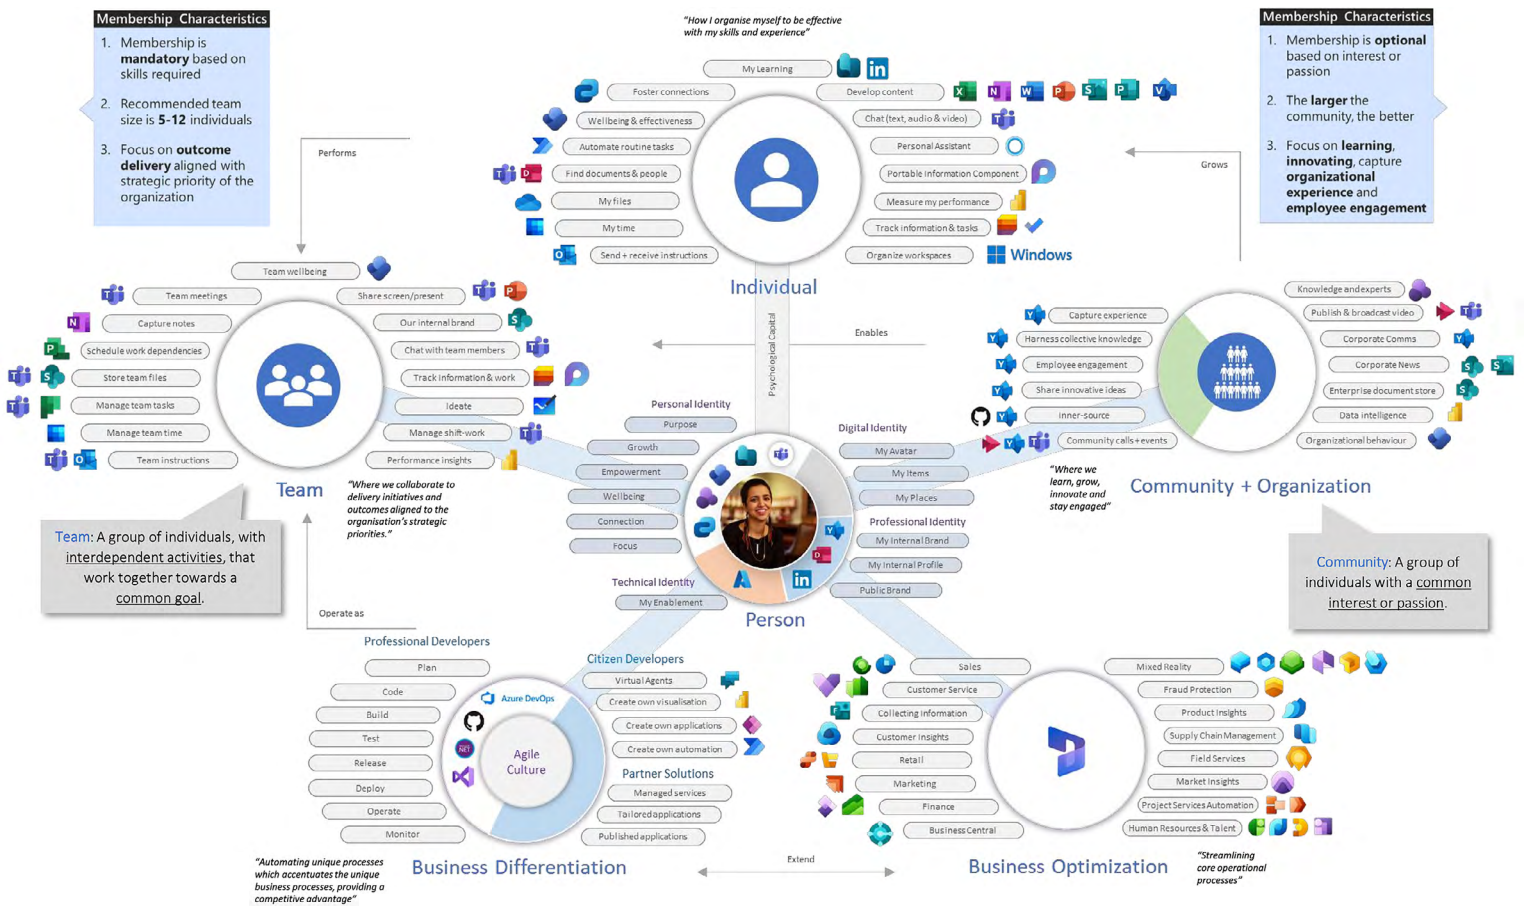 Membership Characteristics
1. Membership is
mandatory based on
skills required
2. Recommended team
size is 5-12 individuals
3. Focus on outcome
delivery aligned with
strategic priority of the
organization
"How I organise myself to be effective
with my skills and experience"
My Learning
Foster connections
Wellbeing & effectiveness
Automate routine tasks
Find documents & people
My files
My time
Send + receive instructions
Develop content
Chat (text, audio & video)
Personal Assistant
Portable Information Component
Measure my performance
Track information & tasks
Organize workspaces
Windows
Individual
Membership Characteristics
1. Membership is optional
based on interest or
passion
2. The larger the
community, the better
3. Focus on learning,
innovating, capture
organizational
experience and
employee engagement
Performs
Grows
Enables
Psychological Capital
Team wellbeing
Team meetings
Capture notes
Schedule work dependencies
Store team files
Manage team tasks
Manage team time
Team instructions
Share screen/present
Our internal brand
Chat with team members
Track Information & work
Ideate
Manage shift-work
Performance insights
Team
"Where we collaborate to
delivery initiatives and
outcomes aligned to the
organisation's strategic
priorities."
Team: A group of individuals, with
interdependent activities, that
work together towards a
common goal.
Operate as
Capture experience
Harness collective knowledge
Employee engagement
Share innovative ideas
Inner-source
Community calls + events
Knowledge and experts
Publish & broadcast video
Corporate Comms
Corporate News
Enterprise document store
Data intelligence
Organizational behaviour
Community + Organization
"Where we
learn, grow,
innovate and
stay engaged"
Community: A group of
individuals with a common
interest or passion.
Personal Identity
Purpose
Growth
Empowerment
Wellbeing
Connection
Focus
Technical Identity
My Enablement
Digital Identity
My Avatar
My Items
My Places
Professional Identity
My Internal Brand
My Internal Profile
Public Brand
Person
Professional Developers
Plan
Code
Build
Test
Release
Deploy
Operate
Monitor
Azure DevOps
.NET
Agile
Culture
Citizen Developers
Virtual Agents
Create own visualisation
Create own applications
Create own automation
Partner Solutions
Managed services
Tailored applications
Published applications
Business Differentiation
"Automating unique processes
which accentuates the unique
business processes, providing a
competitive advantage"
Extend
Sales
Customer Service
Collecting Information
Customer Insights
Retail
Marketing
Finance
Business Central
Mixed Reality
Fraud Protection
Product Insights
Supply Chain Management
Field Services
Market Insights
Project Services Automation
Human Resources & Talent
Business Optimization
"Streamlining
core operational
processes"